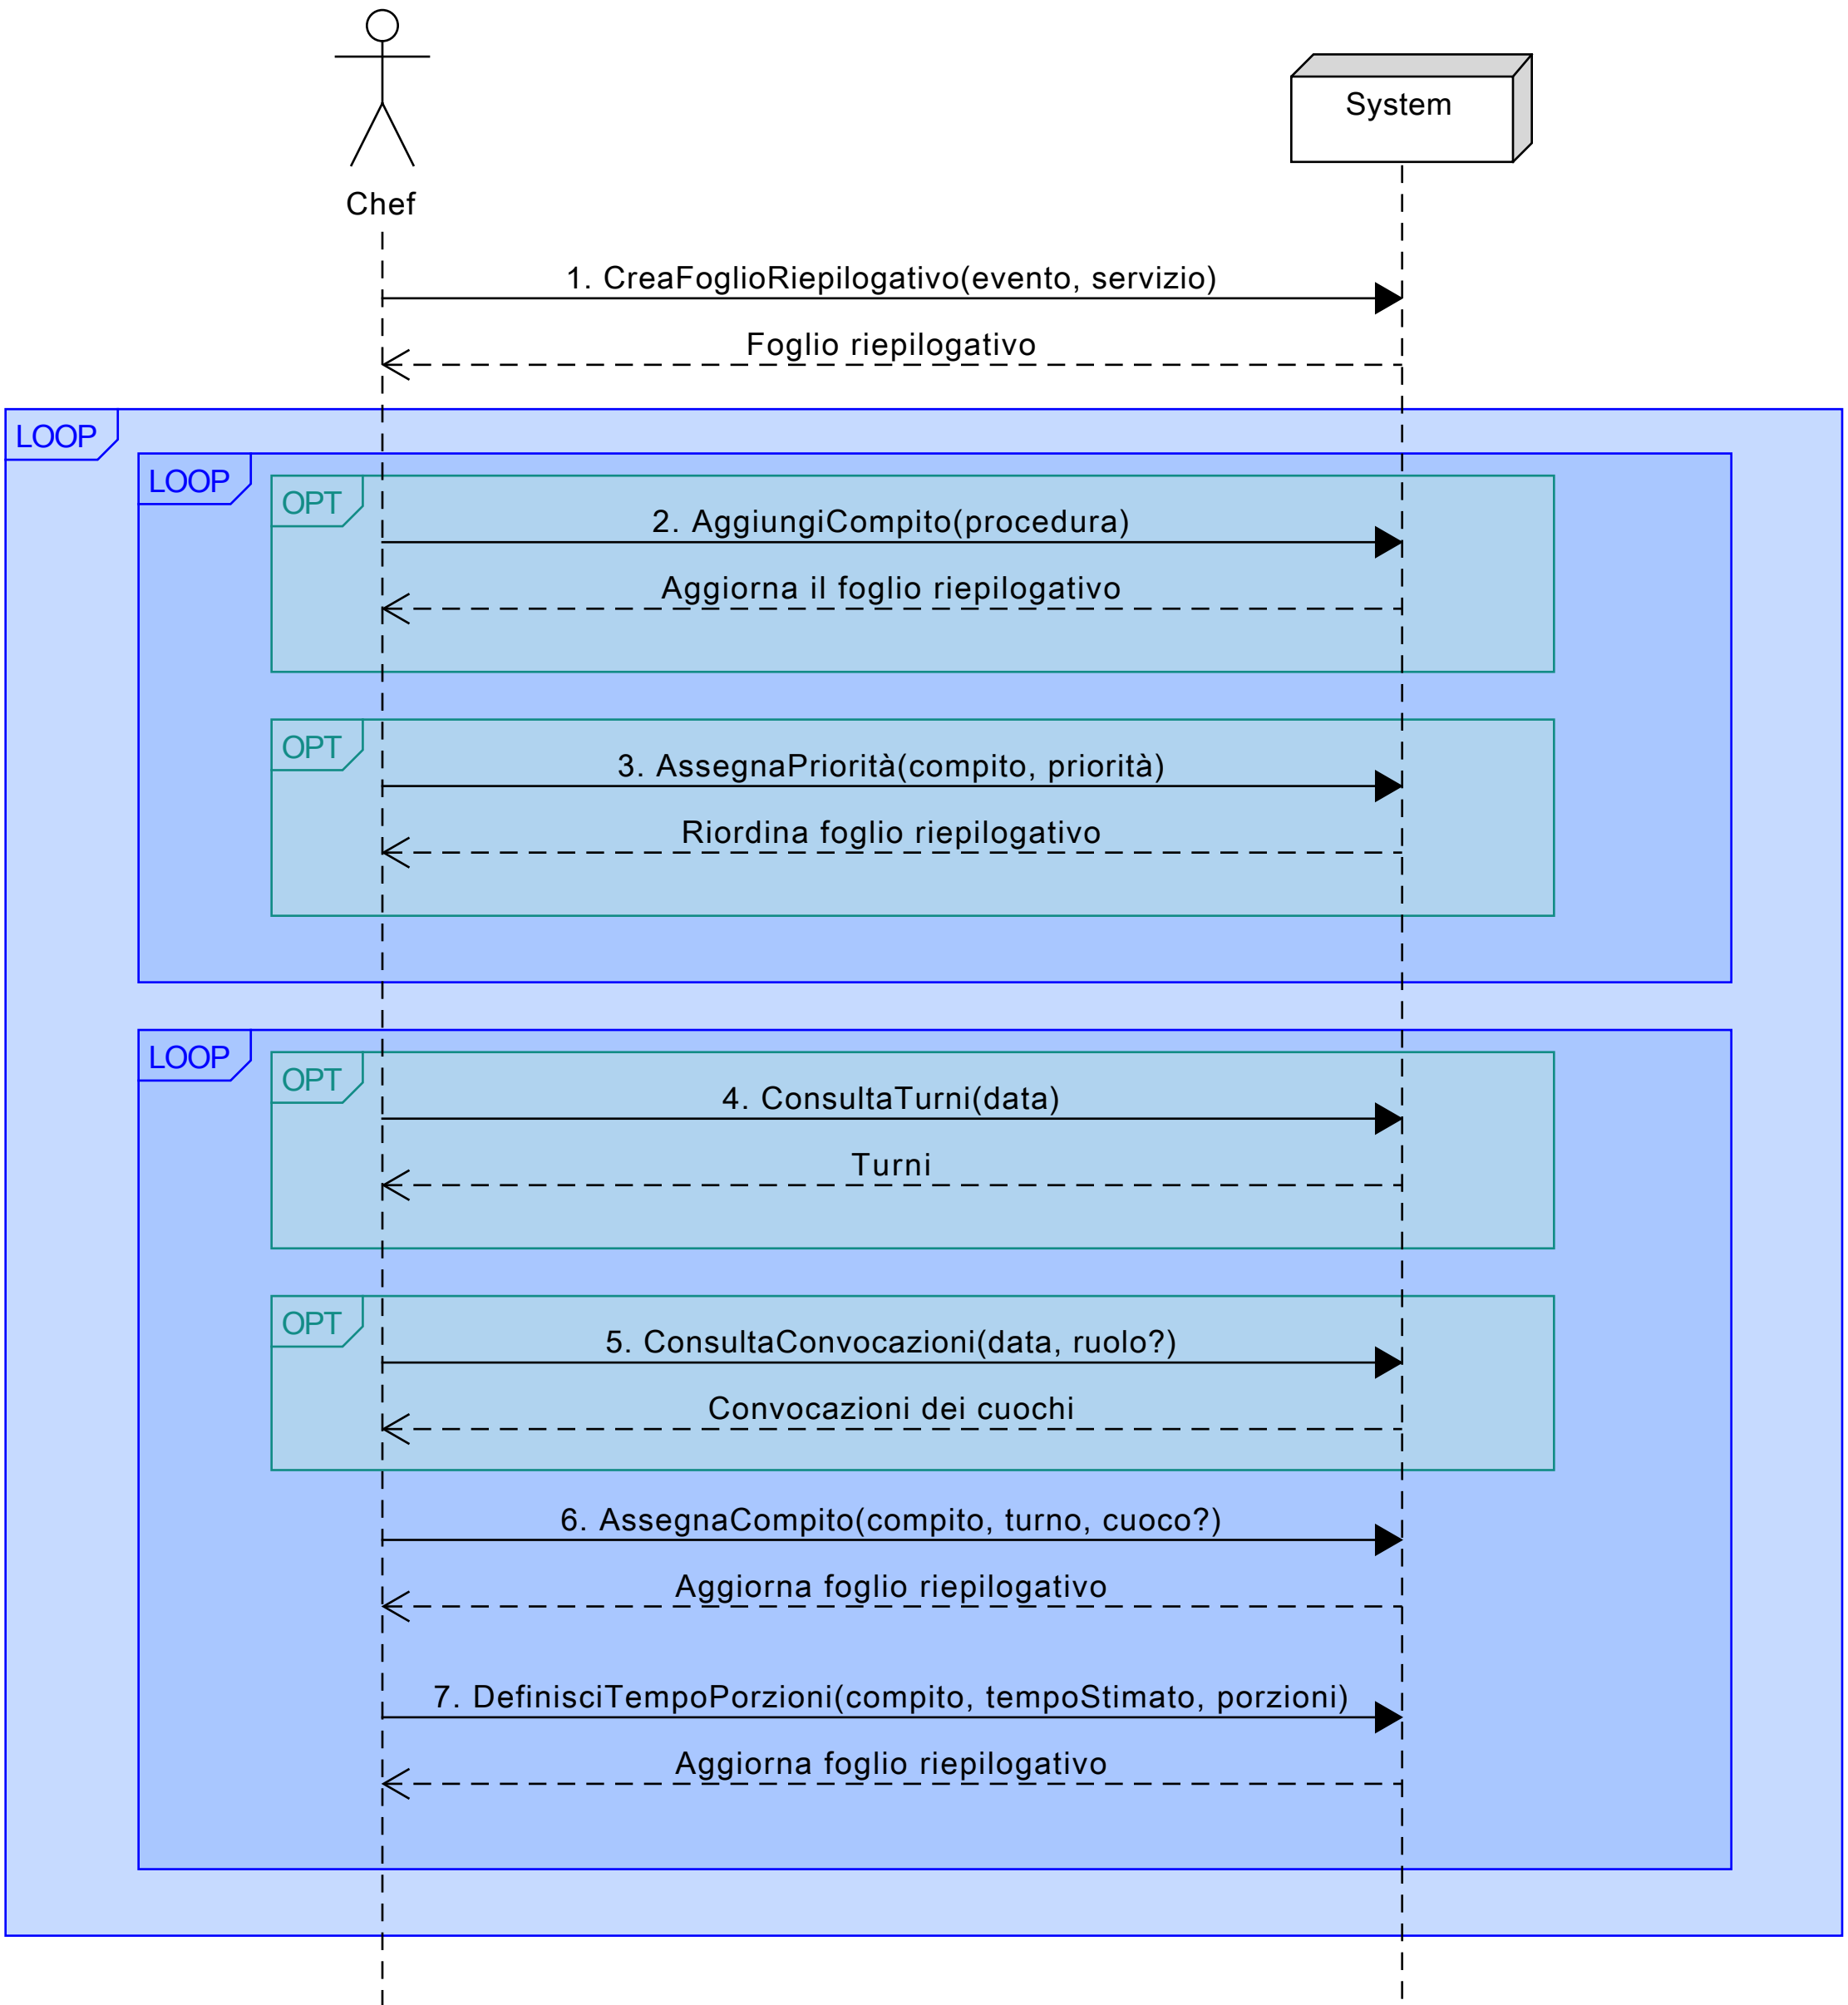 System
Chef
1. CreaFoglioRiepilogativo(evento, servizio)
Foglio riepilogativo
LOOP
LOOP
OPT
2. AggiungiCompito(procedura)
Aggiorna il foglio riepilogativo
OPT
3. AssegnaPriorità(compito, priorità)
Riordina foglio riepilogativo
LOOP
OPT
4. ConsultaTurni(data)
Turni
OPT
5. ConsultaConvocazioni(data, ruolo?)
Convocazioni dei cuochi
6. AssegnaCompito(compito, turno, cuoco?)
Aggiorna foglio riepilogativo
7. DefinisciTempoPorzioni(compito, tempoStimato, porzioni)
Aggiorna foglio riepilogativo